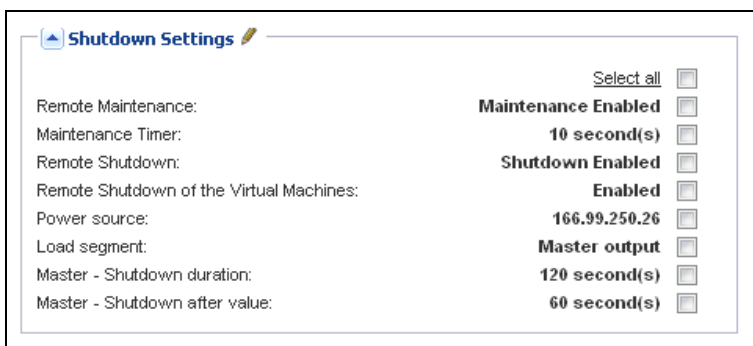 Shutdown Settings
Select all
Remote Maintenance: Maintenance Enabled
Maintenance Timer: 10 second(s)
Remote Shutdown: Shutdown Enabled
Remote Shutdown of the Virtual Machines: Enabled
Power source: 166.99.250.26
Load segment: Master output
Master - Shutdown duration: 120 second(s)
Master - Shutdown after value: 60 second(s)